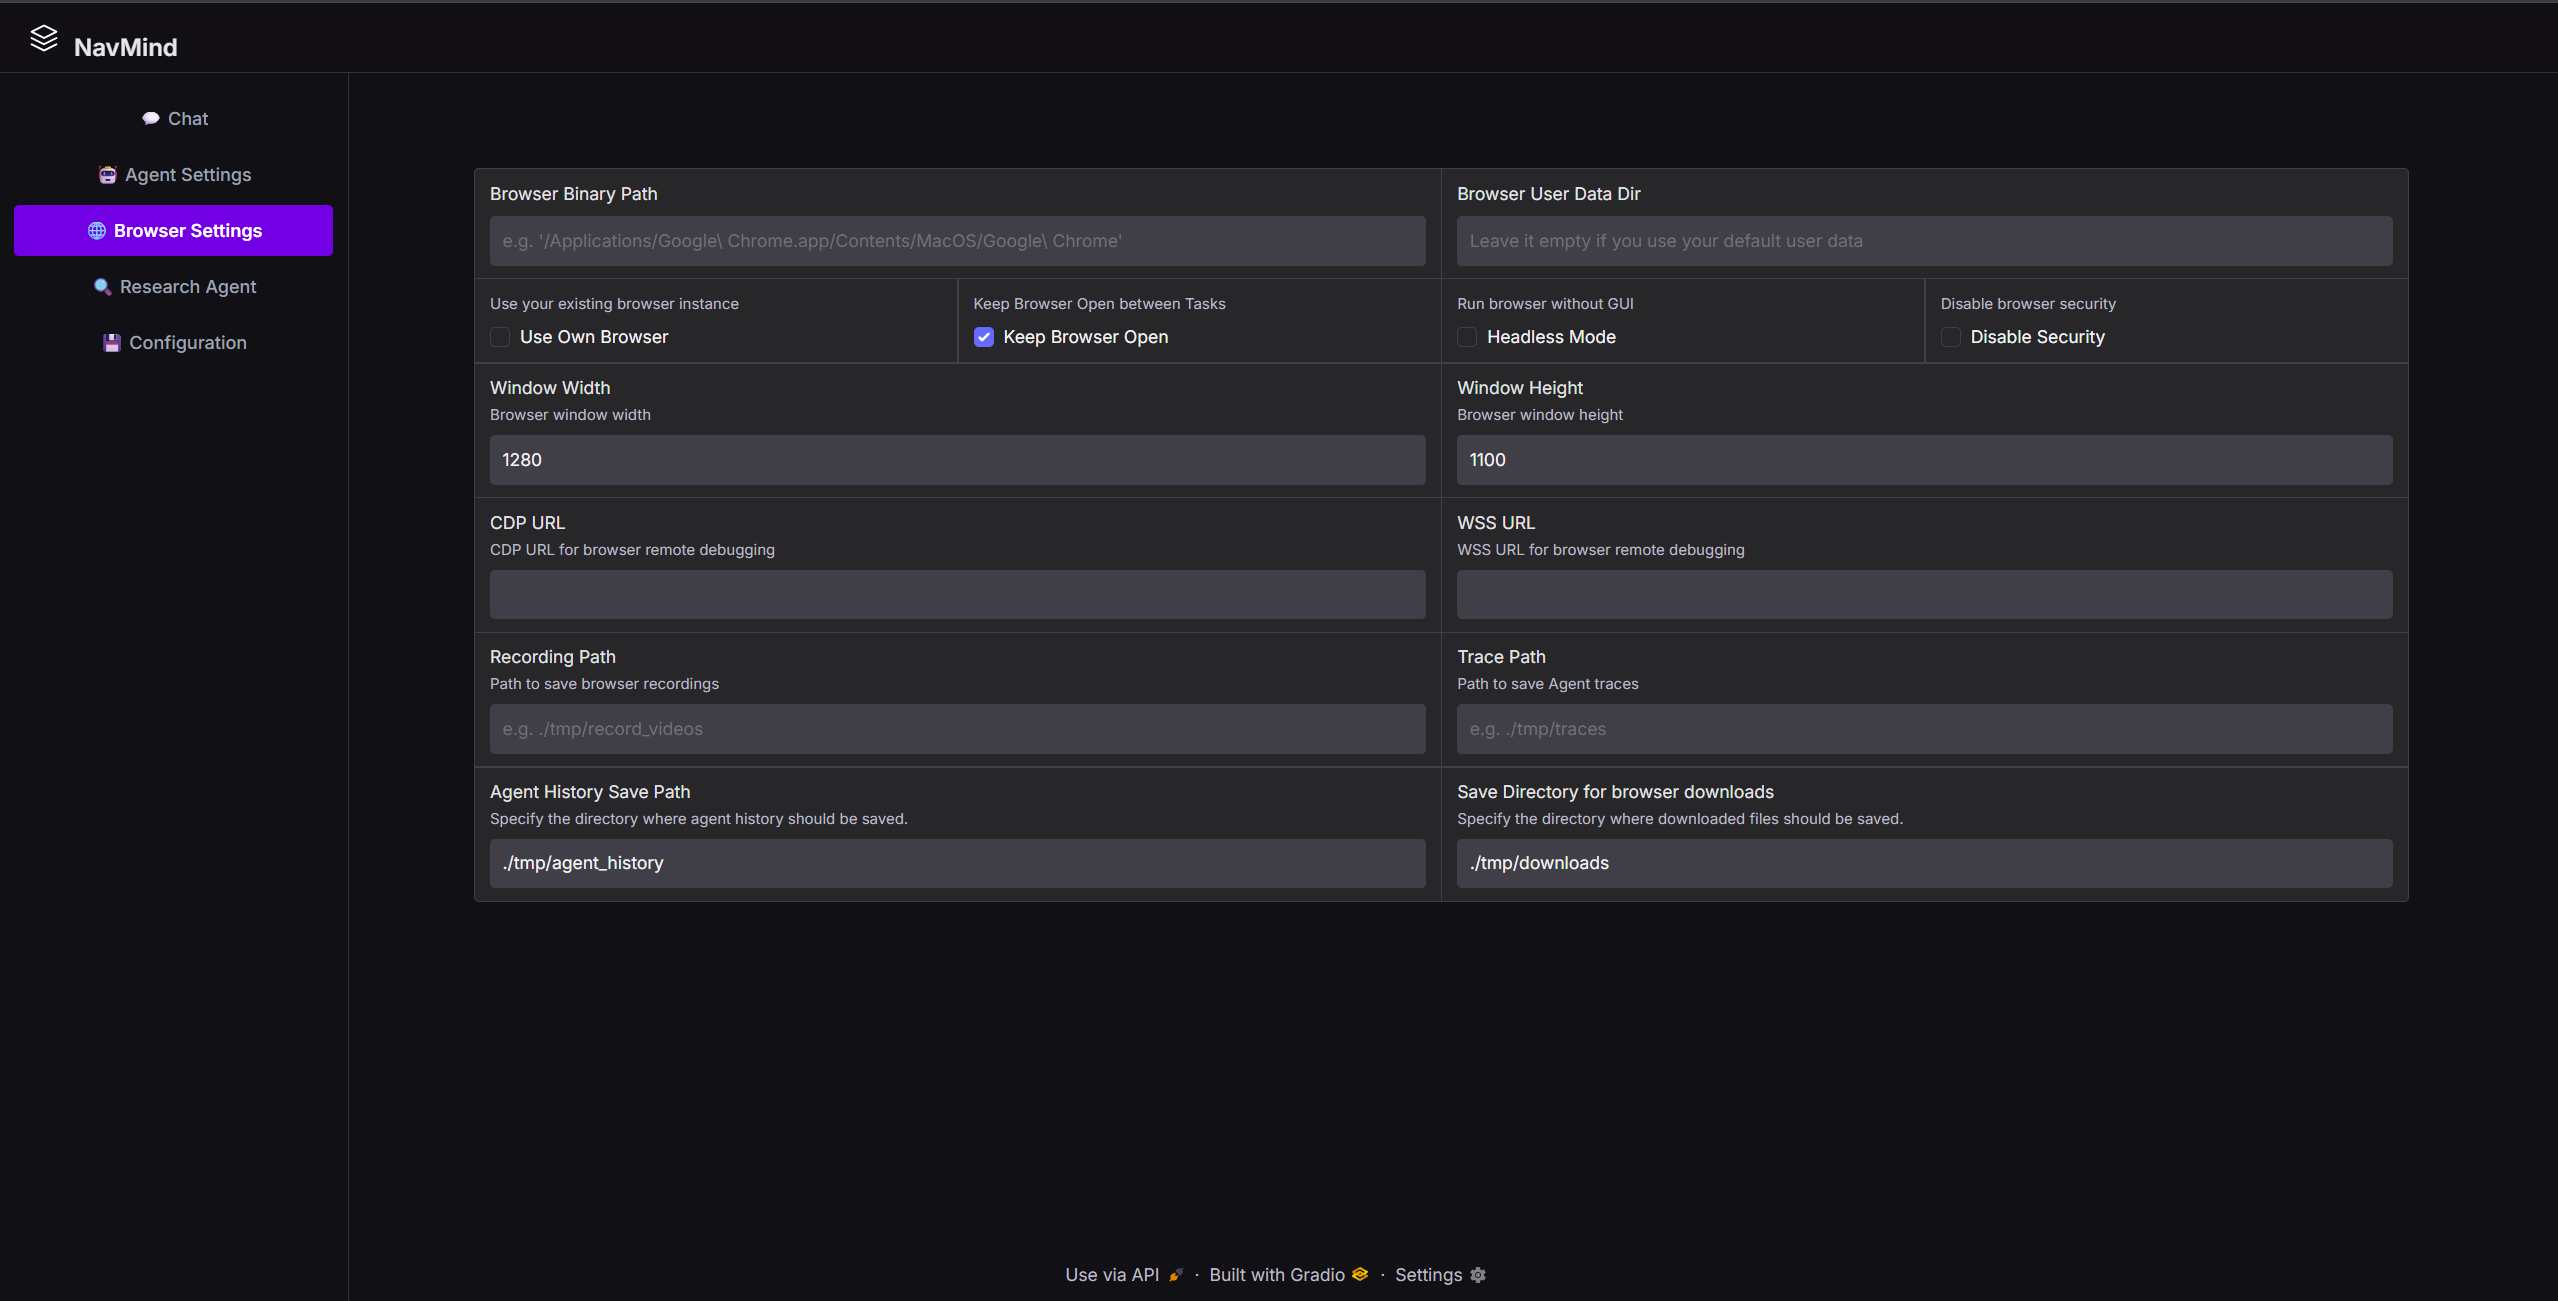 NavMind
💬 Chat
🤖 Agent Settings
🌐 Browser Settings
🔍 Research Agent
💾 Configuration
Browser Binary Path
e.g. '/Applications/Google\ Chrome.app/Contents/MacOS/Google\ Chrome'
Browser User Data Dir
Leave it empty if you use your default user data
Use your existing browser instance
Use Own Browser
Keep Browser Open between Tasks
Keep Browser Open
Run browser without GUI
Headless Mode
Disable browser security
Disable Security
Window Width
Browser window width
1280
Window Height
Browser window height
1100
CDP URL
CDP URL for browser remote debugging
WSS URL
WSS URL for browser remote debugging
Recording Path
Path to save browser recordings
e.g. ./tmp/record_videos
Trace Path
Path to save Agent traces
e.g. ./tmp/traces
Agent History Save Path
Specify the directory where agent history should be saved.
./tmp/agent_history
Save Directory for browser downloads
Specify the directory where downloaded files should be saved.
./tmp/downloads
Use via API 🚀 · Built with Gradio · Settings ⚙